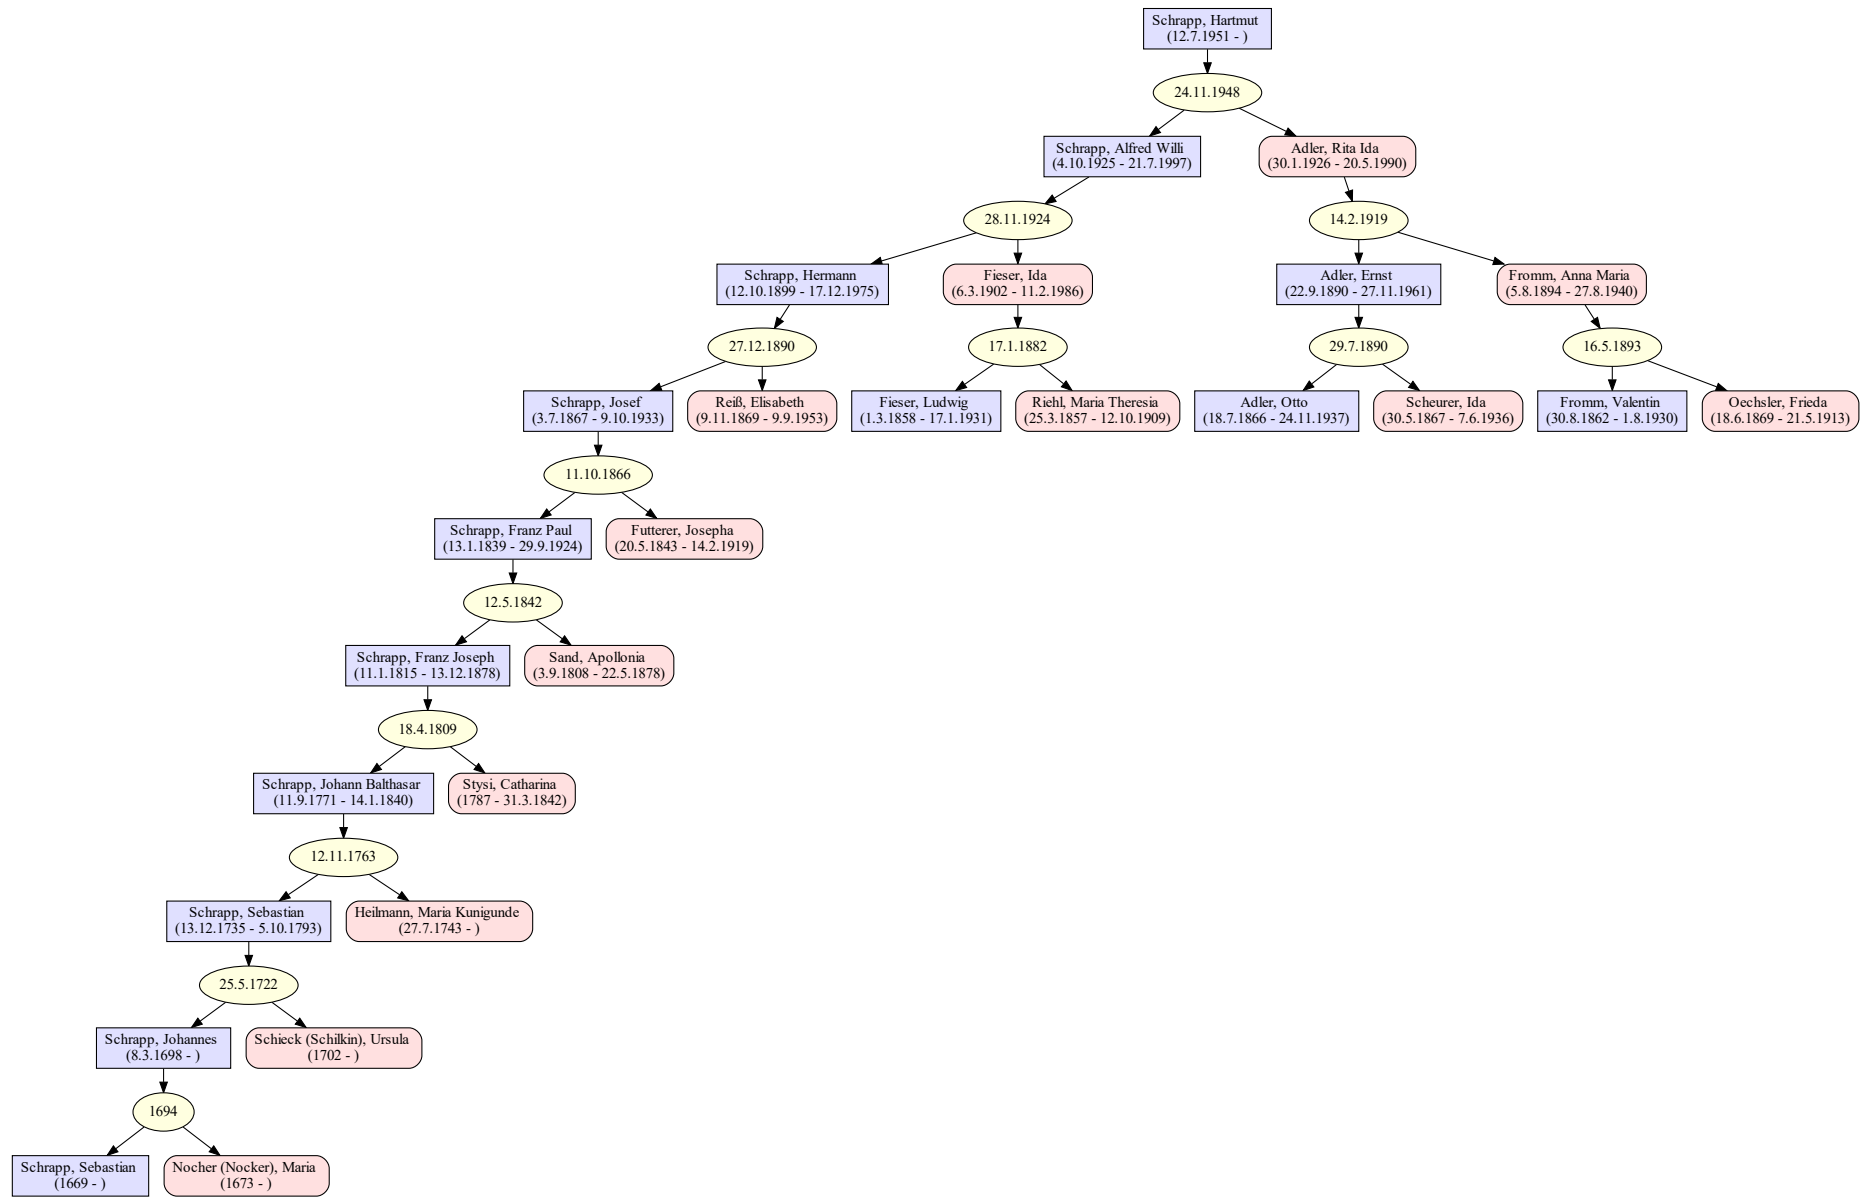 Schrapp, Hartmut
(12.7.1951 - )
24.11.1948
Schrapp, Alfred Willi
(4.10.1925 - 21.7.1997)
Adler, Rita Ida
(30.1.1926 - 20.5.1990)
28.11.1924
14.2.1919
Schrapp, Hermann
(12.10.1899 - 17.12.1975)
Fieser, Ida
(6.3.1902 - 11.2.1986)
Adler, Ernst
(22.9.1890 - 27.11.1961)
Fromm, Anna Maria
(5.8.1894 - 27.8.1940)
27.12.1890
17.1.1882
29.7.1890
16.5.1893
Schrapp, Josef
(3.7.1867 - 9.10.1933)
Reiß, Elisabeth
(9.11.1869 - 9.9.1953)
Fieser, Ludwig
(1.3.1858 - 17.1.1931)
Riehl, Maria Theresia
(25.3.1857 - 12.10.1909)
Adler, Otto
(18.7.1866 - 24.11.1937)
Scheurer, Ida
(30.5.1867 - 7.6.1936)
Fromm, Valentin
(30.8.1862 - 1.8.1930)
Oechsler, Frieda
(18.6.1869 - 21.5.1913)
11.10.1866
Schrapp, Franz Paul
(13.1.1839 - 29.9.1924)
Futterer, Josepha
(20.5.1843 - 14.2.1919)
12.5.1842
Schrapp, Franz Joseph
(11.1.1815 - 13.12.1878)
Sand, Apollonia
(3.9.1808 - 22.5.1878)
18.4.1809
Schrapp, Johann Balthasar
(11.9.1771 - 14.1.1840)
Stysi, Catharina
(1787 - 31.3.1842)
12.11.1763
Schrapp, Sebastian
(13.12.1735 - 5.10.1793)
Heilmann, Maria Kunigunde
(27.7.1743 - )
25.5.1722
Schrapp, Johannes
(8.3.1698 - )
Schieck (Schilkin), Ursula
(1702 - )
1694
Schrapp, Sebastian
(1669 - )
Nocher (Nocker), Maria
(1673 - )